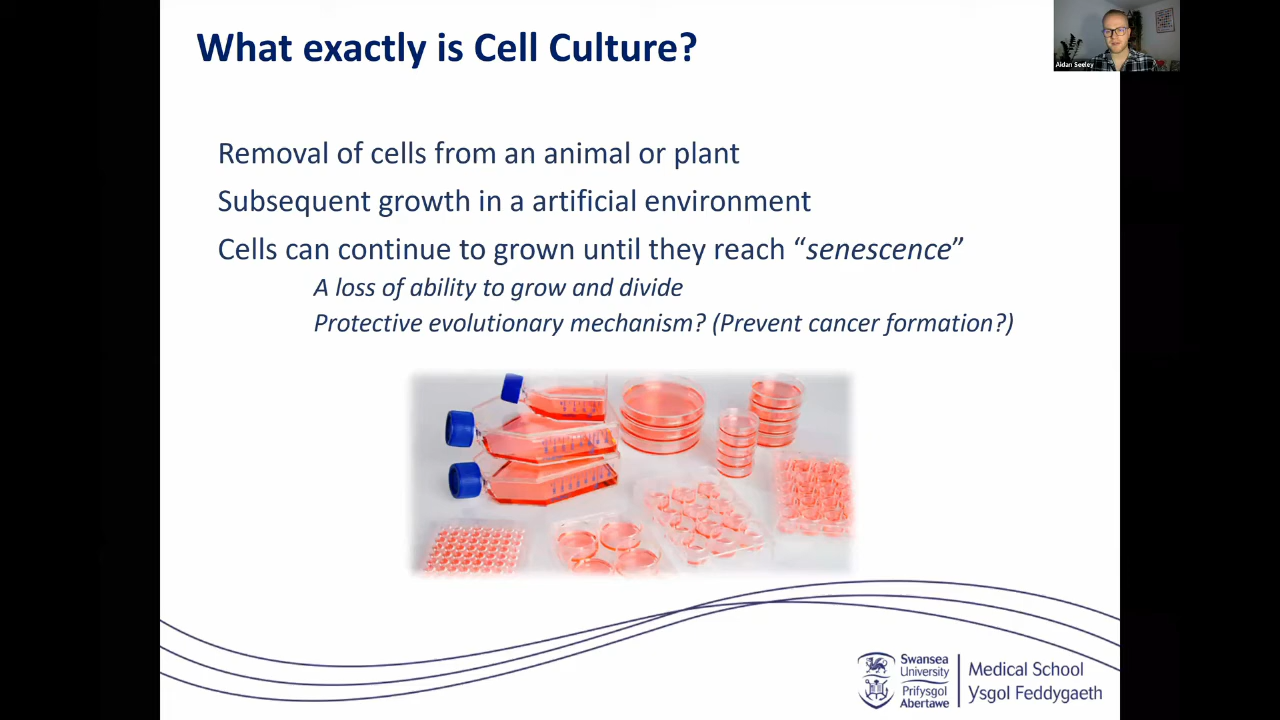 What exactly is Cell Culture?
Aidan Seeley
Removal of cells from an animal or plant
Subsequent growth in a artificial environment
Cells can continue to grown until they reach “senescence”
A loss of ability to grow and divide
Protective evolutionary mechanism? (Prevent cancer formation?)
Swansea
University
Prifysgol
Abertawe
Medical School
Ysgol Feddygaeth